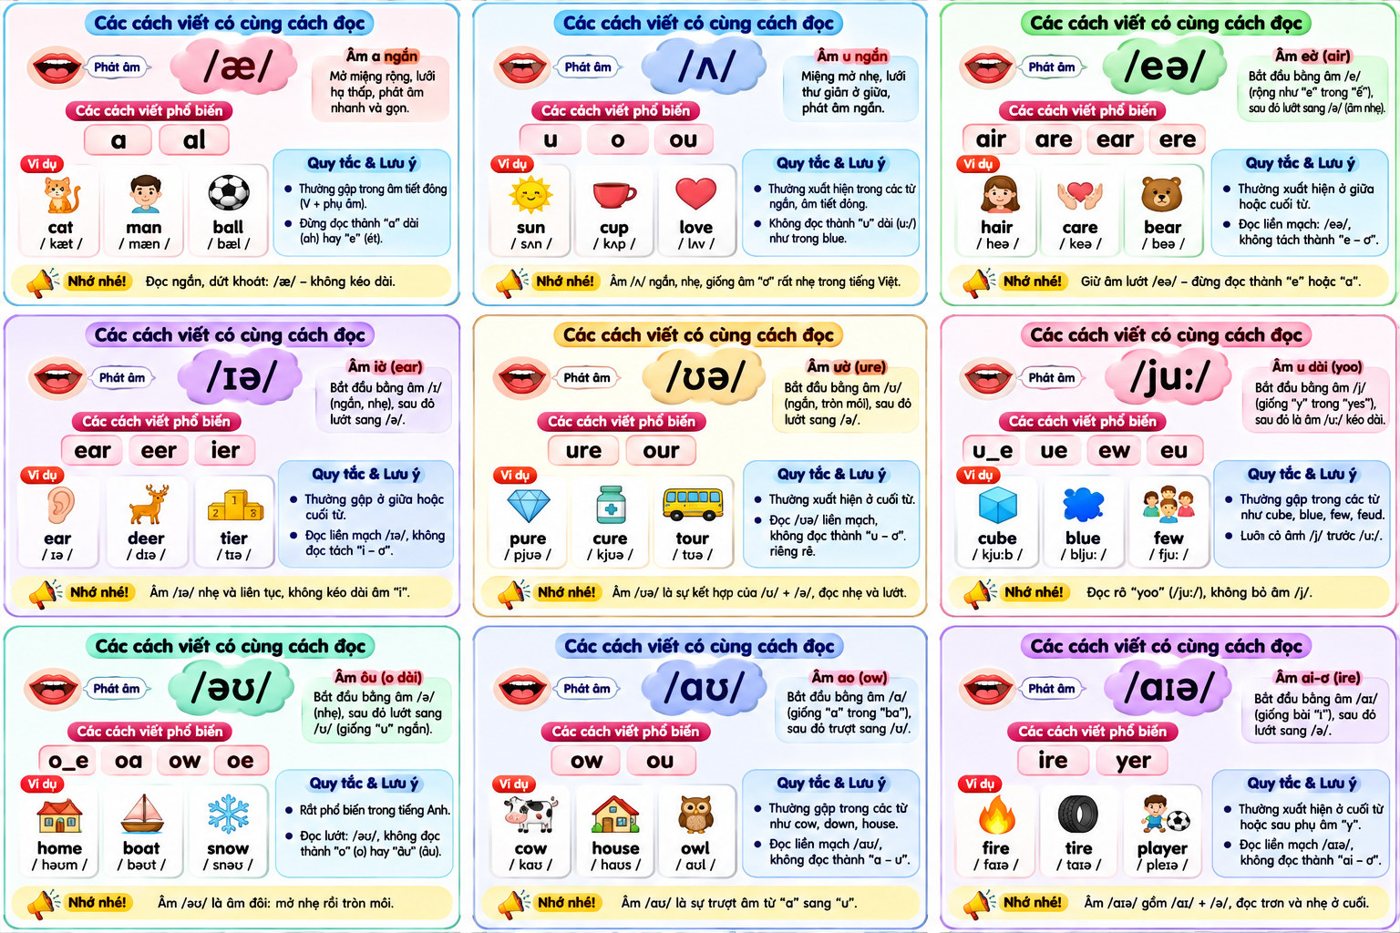 Các cách viết có cùng cách đọc
Phát âm
/æ/
Âm a ngắn
Mở miệng rộng, lưỡi
hạ thấp, phát âm
nhanh và gọn.
Các cách viết phổ biến
a al
Ví dụ
cat
/ kæt /
man
/ mæn /
ball
/ bæl /
Quy tắc & Lưu ý
Thường gặp trong âm tiết đóng
(V + phụ âm).
Đừng đọc thành "a" dài
(ah) hay "e" (ét).
Nhớ nhé! Đọc ngắn, dứt khoát: /æ/ – không kéo dài.
Các cách viết có cùng cách đọc
Phát âm
/ʌ/
Âm u ngắn
Miệng mở nhẹ, lưỡi
thư giãn ở giữa,
phát âm ngắn.
Các cách viết phổ biến
u o ou
Ví dụ
sun
/ sʌn /
cup
/ kʌp /
love
/ lʌv /
Quy tắc & Lưu ý
Thường xuất hiện trong các từ
ngắn, âm tiết đóng.
Không đọc thành "u" dài (u:/)
như trong blue.
Nhớ nhé! Âm /ʌ/ ngắn, nhẹ, giống âm "ơ" rất nhẹ trong tiếng Việt.
Các cách viết có cùng cách đọc
Phát âm
/eə/
Âm eờ (air)
Bắt đầu bằng âm /e/
(rộng như "e" trong "ế"),
sau đó lướt sang /ə/ (âm nhẹ).
Các cách viết phổ biến
air are ear ere
Ví dụ
hair
/ heə /
care
/ keə /
bear
/ beə /
Quy tắc & Lưu ý
Thường xuất hiện ở giữa
hoặc cuối từ.
Đọc liền mạch: /eə/,
không tách thành "e – ơ".
Nhớ nhé! Giữ âm lướt /eə/ – đừng đọc thành "e" hoặc "a".
Các cách viết có cùng cách đọc
Phát âm
/ɪə/
Âm iờ (ear)
Bắt đầu bằng âm /ɪ/
(ngắn, nhẹ), sau đó
lướt sang /ə/.
Các cách viết phổ biến
ear eer ier
Ví dụ
ear
/ ɪə /
deer
/ dɪə /
1
2
3
tier
/ tɪə /
Quy tắc & Lưu ý
Thường gặp ở giữa hoặc
cuối từ.
Đọc liền mạch /ɪə/, không
đọc tách "i – ơ".
Nhớ nhé! Âm /ɪə/ nhẹ và liên tục, không kéo dài âm "i".
Các cách viết có cùng cách đọc
Phát âm
/ʊə/
Âm uờ (ure)
Bắt đầu bằng âm /ʊ/
(ngắn, tròn môi), sau đó
lướt sang /ə/.
Các cách viết phổ biến
ure our
Ví dụ
pure
/ pjʊə /
cure
/ kjʊə /
tour
/ tʊə /
Quy tắc & Lưu ý
Thường xuất hiện ở cuối từ.
Đọc /ʊə/ liền mạch,
không đọc thành "u – ơ".
riêng rẽ.
Nhớ nhé! Âm /ʊə/ là sự kết hợp của /ʊ/ + /ə/, đọc nhẹ và lướt.
Các cách viết có cùng cách đọc
Phát âm
/juː/
Âm u dài (yoo)
Bắt đầu bằng âm /j/
(giống "y" trong "yes"),
sau đó là âm /u:/ kéo dài.
Các cách viết phổ biến
u_e ue ew eu
Ví dụ
cube
/ kju:b /
blue
/ blju: /
few
/ fju: /
Quy tắc & Lưu ý
Thường gặp trong các từ
như cube, blue, few, feud.
Luôn có âm /j/ trước /u:/.
Nhớ nhé! Đọc rõ "yoo" (/ju:/), không bỏ âm /j/.
Các cách viết có cùng cách đọc
Phát âm
/əʊ/
Âm ôu (o dài)
Bắt đầu bằng âm /ə/
(nhẹ), sau đó lướt sang
/ʊ/ (giống "u" ngắn).
Các cách viết phổ biến
o_e oa ow oe
Ví dụ
home
/ həʊm /
boat
/ bəʊt /
snow
/ snəʊ /
Quy tắc & Lưu ý
Rất phổ biến trong tiếng Anh.
Đọc lướt: /əʊ/, không đọc
thành "o" (o) hay "âu" (âu).
Nhớ nhé! Âm /əʊ/ là âm đôi: mở nhẹ rồi tròn môi.
Các cách viết có cùng cách đọc
Phát âm
/ɑʊ/
Âm ao (ow)
Bắt đầu bằng âm /a/
(giống "a" trong "ba"),
sau đó trượt sang /ʊ/.
Các cách viết phổ biến
ow ou
Ví dụ
cow
/ kaʊ /
house
/ haʊs /
owl
/ aʊl /
Quy tắc & Lưu ý
Thường gặp trong các từ
như cow, down, house.
Đọc liền mạch /aʊ/,
không đọc thành "a – ư".
Nhớ nhé! Âm /aʊ/ là sự trượt âm từ "a" sang "ư".
Các cách viết có cùng cách đọc
Phát âm
/ɑɪə/
Âm ai-ơ (ire)
Bắt đầu bằng âm /aɪ/
(giống bài "ı"), sau đó
lướt sang /ə/.
Các cách viết phổ biến
ire yer
Ví dụ
fire
/ faɪə /
tire
/ taɪə /
player
/ pleɪə /
Quy tắc & Lưu ý
Thường xuất hiện ở cuối từ
hoặc sau phụ âm "y".
Đọc liền mạch /aɪə/,
không đọc thành "ai – ơ".
Nhớ nhé! Âm /aɪə/ gồm /aɪ/ + /ə/, đọc trơn và nhẹ ở cuối.